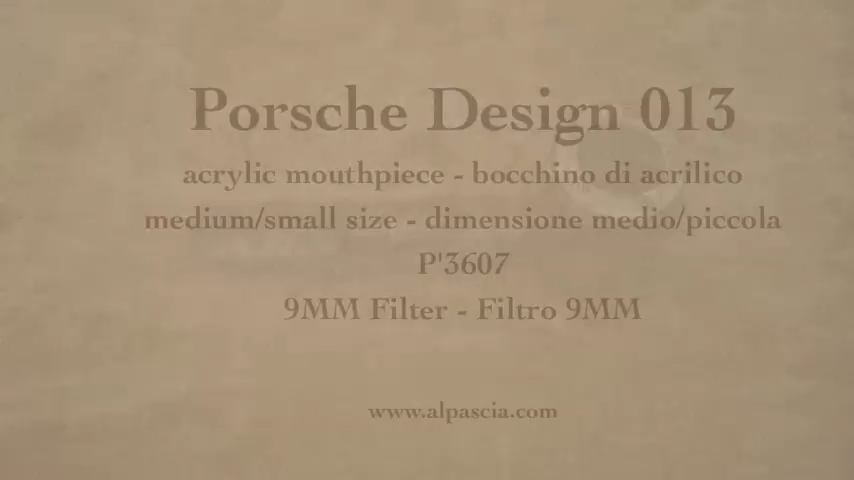 Porsche Design 013
acrylic mouthpiece - bocchino di acrilico
medium/small size - dimensione medio/piccola
P'3607
9MM Filter - Filtro 9MM
www.alpascia.com